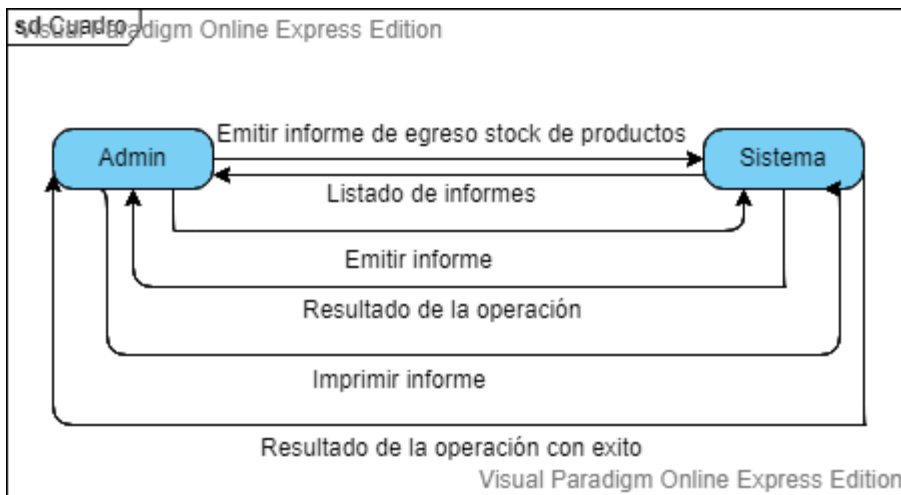 sd Cuadro
Visual Paradigm Online Express Edition
Emitir informe de egreso stock de productos
Admin
Sistema
Listado de informes
Emitir informe
Resultado de la operación
Imprimir informe
Resultado de la operación con exito
Visual Paradigm Online Express Edition